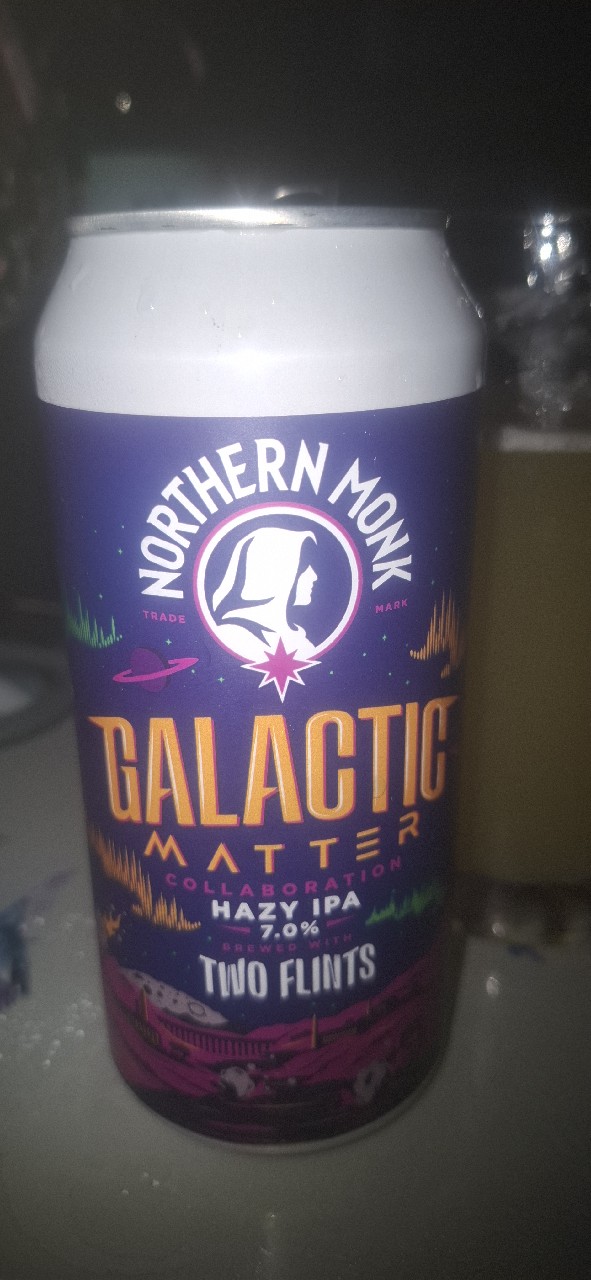 NORTHERN MONK
TRADE MARK
GALACTIC
MATTER
COLLABORATION
HAZY IPA
7.0%
BREWED WITH
TWO FLINTS